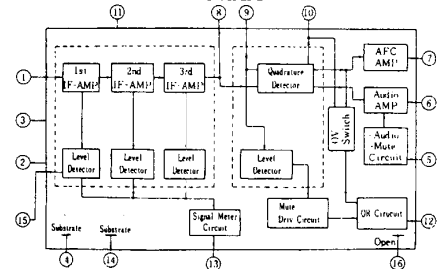 11
9
10
8
1
1st
IF-AMP
2nd
IF-AMP
3rd
IF-AMP
Quadrature
Detector
AFC
AMP
7
3
Audio
AMP
6
Switch
Audio
Mute
Circuit
5
2
Level
Detector
Level
Detector
Level
Detector
Level
Detector
15
Signal Meter
Circuit
Mute
Driv Circuit
OR Circuit
12
Substrate
Substrate
Open
4
14
13
16